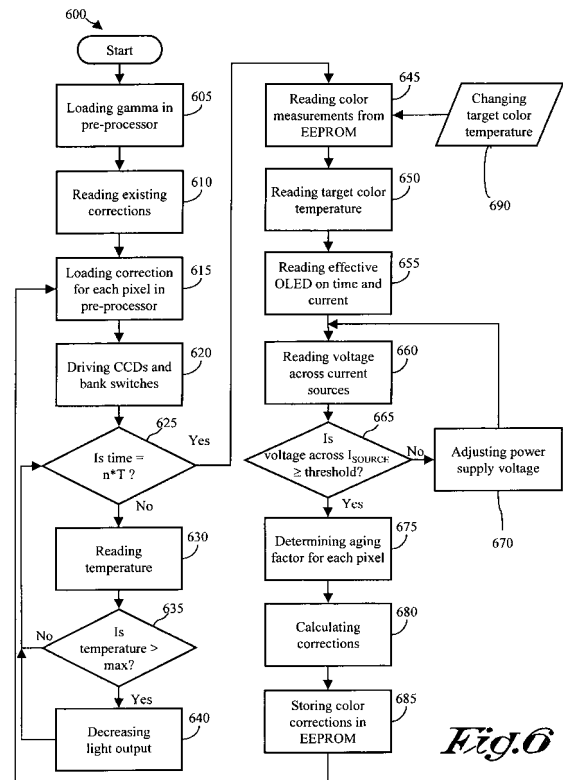 600
Start
Loading gamma in
pre-processor
605
Reading existing
corrections
610
Loading correction
for each pixel in
pre-processor
615
Driving CCDs and
bank switches
620
625
Is time =
n*T ?
Yes
No
Reading
temperature
630
635
Is
temperature >
max?
No
Yes
Decreasing
light output
640
645
Reading color
measurements from
EEPROM
Changing
target color
temperature
690
Reading target color
temperature
650
Reading effective
OLED on time and
current
655
Reading voltage
across current
sources
660
665
Is
voltage across ISOURCE
≥ threshold?
No
Yes
Adjusting power
supply voltage
670
Determining aging
factor for each pixel
675
Calculating
corrections
680
Storing color
corrections in
EEPROM
685
Fig.6